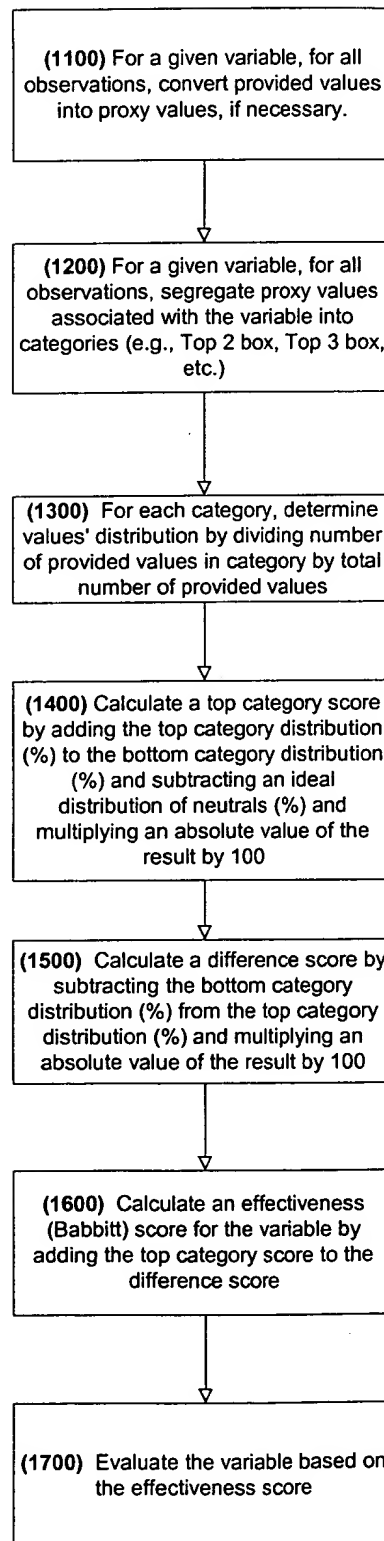 (1100) For a given variable, for all
observations, convert provided values
into proxy values, if necessary.
(1200) For a given variable, for all
observations, segregate proxy values
associated with the variable into
categories (e.g., Top 2 box, Top 3 box,
etc.)
(1300) For each category, determine
values' distribution by dividing number
of provided values in category by total
number of provided values
(1400) Calculate a top category score
by adding the top category distribution
(%) to the bottom category distribution
(%) and subtracting an ideal
distribution of neutrals (%) and
multiplying an absolute value of the
result by 100
(1500) Calculate a difference score by
subtracting the bottom category
distribution (%) from the top category
distribution (%) and multiplying an
absolute value of the result by 100
(1600) Calculate an effectiveness
(Babbitt) score for the variable by
adding the top category score to the
difference score
(1700) Evaluate the variable based on
the effectiveness score